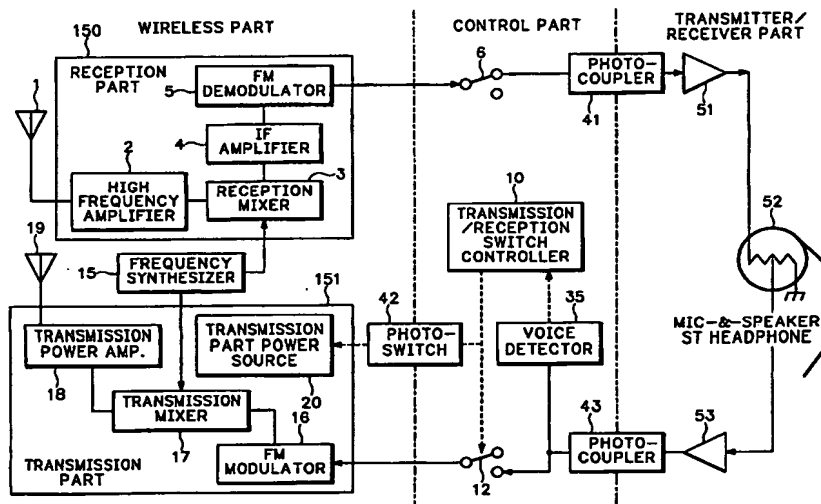 WIRELESS PART
CONTROL PART
TRANSMITTER/
RECEIVER PART
150
RECEPTION
PART
1
5
FM
DEMODULATOR
6
PHOTO-
COUPLER
41
51
4
IF
AMPLIFIER
2
HIGH
FREQUENCY
AMPLIFIER
3
RECEPTION
MIXER
10
TRANSMISSION
/RECEPTION
SWITCH
CONTROLLER
52
19
15
FREQUENCY
SYNTHESIZER
151
42
PHOTO-
SWITCH
35
VOICE
DETECTOR
MIC-&-SPEAKER
ST HEADPHONE
TRANSMISSION
POWER AMP.
18
TRANSMISSION
PART POWER
SOURCE
20
TRANSMISSION
MIXER
17
16
FM
MODULATOR
12
43
PHOTO-
COUPLER
53
TRANSMISSION
PART